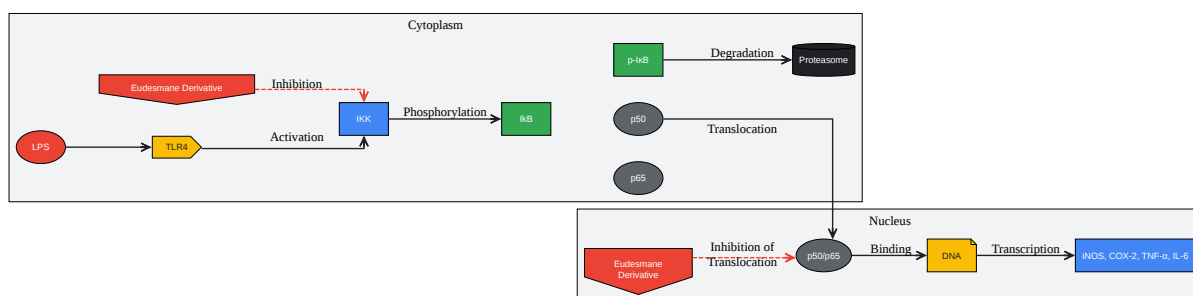 Cytoplasm
p-IκB
Degradation
Proteasome
Eudesmane Derivative
Inhibition
IKK
Phosphorylation
IkB
p50
Translocation
LPS
TLR4
Activation
p65
Nucleus
Eudesmane
Derivative
Inhibition of
Translocation
p50/p65
Binding
DNA
Transcription
iNOS, COX-2, TNF-α, IL-6